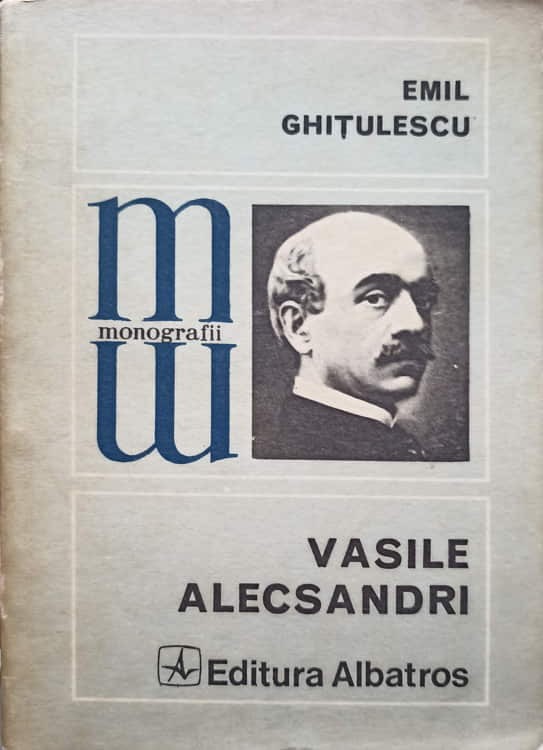 EMIL
GHIȚULESCU
m
monografii
m
VASILE
ALECSANDRI
Editura Albatros